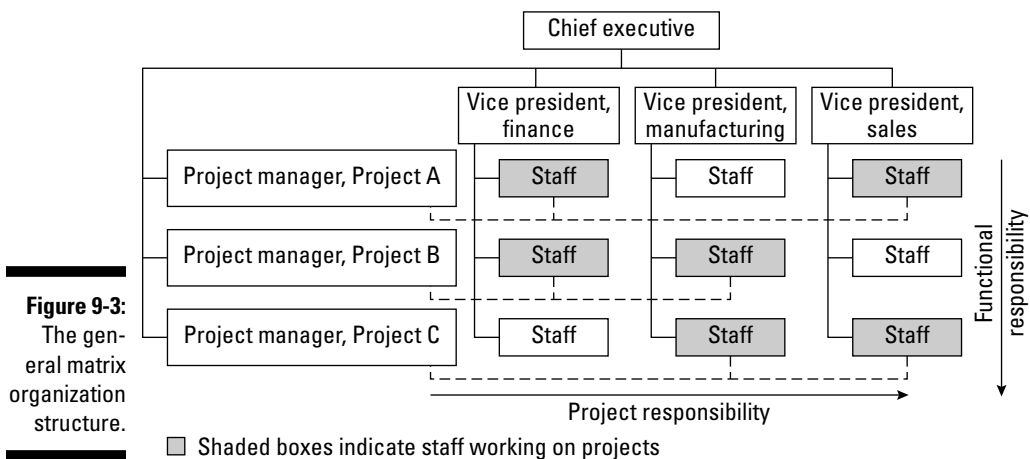 Chief executive
Vice president,
finance
Vice president,
manufacturing
Vice president,
sales
Project manager, Project A
Staff
Staff
Staff
Project manager, Project B
Staff
Staff
Staff
Project manager, Project C
Staff
Staff
Staff
Functional
responsibility
Project responsibility
Shaded boxes indicate staff working on projects
Figure 9-3:
The gen-
eral matrix
organization
structure.